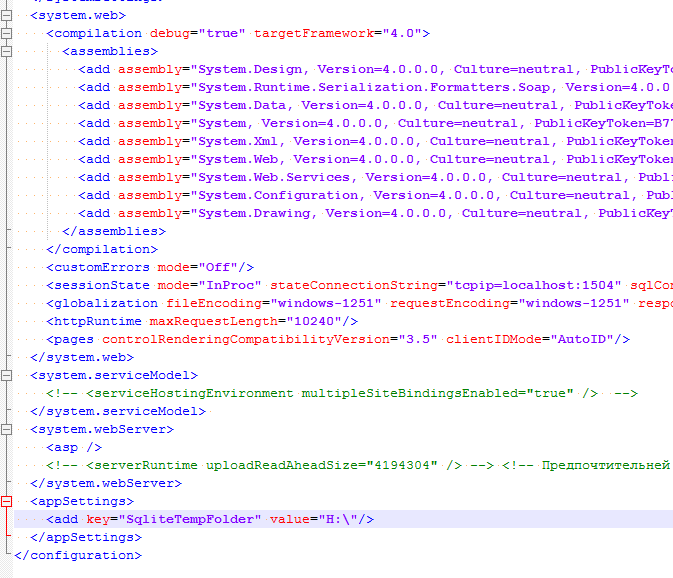 <system.web>
<compilation debug="true" targetFramework="4.0">
<assemblies>
<add assembly="System.Design, Version=4.0.0.0, Culture=neutral, PublicKeyTo
<add assembly="System.Runtime.Serialization.Formatters.Soap, Version=4.0.0
<add assembly="System.Data, Version=4.0.0.0, Culture=neutral, PublicKeyToken
<add assembly="System, Version=4.0.0.0, Culture=neutral, PublicKeyToken=B77
<add assembly="System.Xml, Version=4.0.0.0, Culture=neutral, PublicKeyToken
<add assembly="System.Web, Version=4.0.0.0, Culture=neutral, PublicKeyToken
<add assembly="System.Web.Services, Version=4.0.0.0, Culture=neutral, Publi
<add assembly="System.Configuration, Version=4.0.0.0, Culture=neutral, Publ
<add assembly="System.Drawing, Version=4.0.0.0, Culture=neutral, PublicKeyT
</assemblies>
</compilation>
<customErrors mode="Off"/>
<sessionState mode="InProc" stateConnectionString="tcpip=localhost:1504" sqlCon
<globalization fileEncoding="windows-1251" requestEncoding="windows-1251" respo
<httpRuntime maxRequestLength="10240"/>
<pages controlRenderingCompatibilityVersion="3.5" clientIDMode="AutoID"/>
</system.web>
<system.serviceModel>
<!-- <serviceHostingEnvironment multipleSiteBindingsEnabled="true" /> -->
</system.serviceModel>
<system.webServer>
<asp />
<!-- <serverRuntime uploadReadAheadSize="4194304" /> --> <!-- Предпочтительней
</system.webServer>
<appSettings>
<add key="SqliteTempFolder" value="H:\"/>
</appSettings>
</configuration>